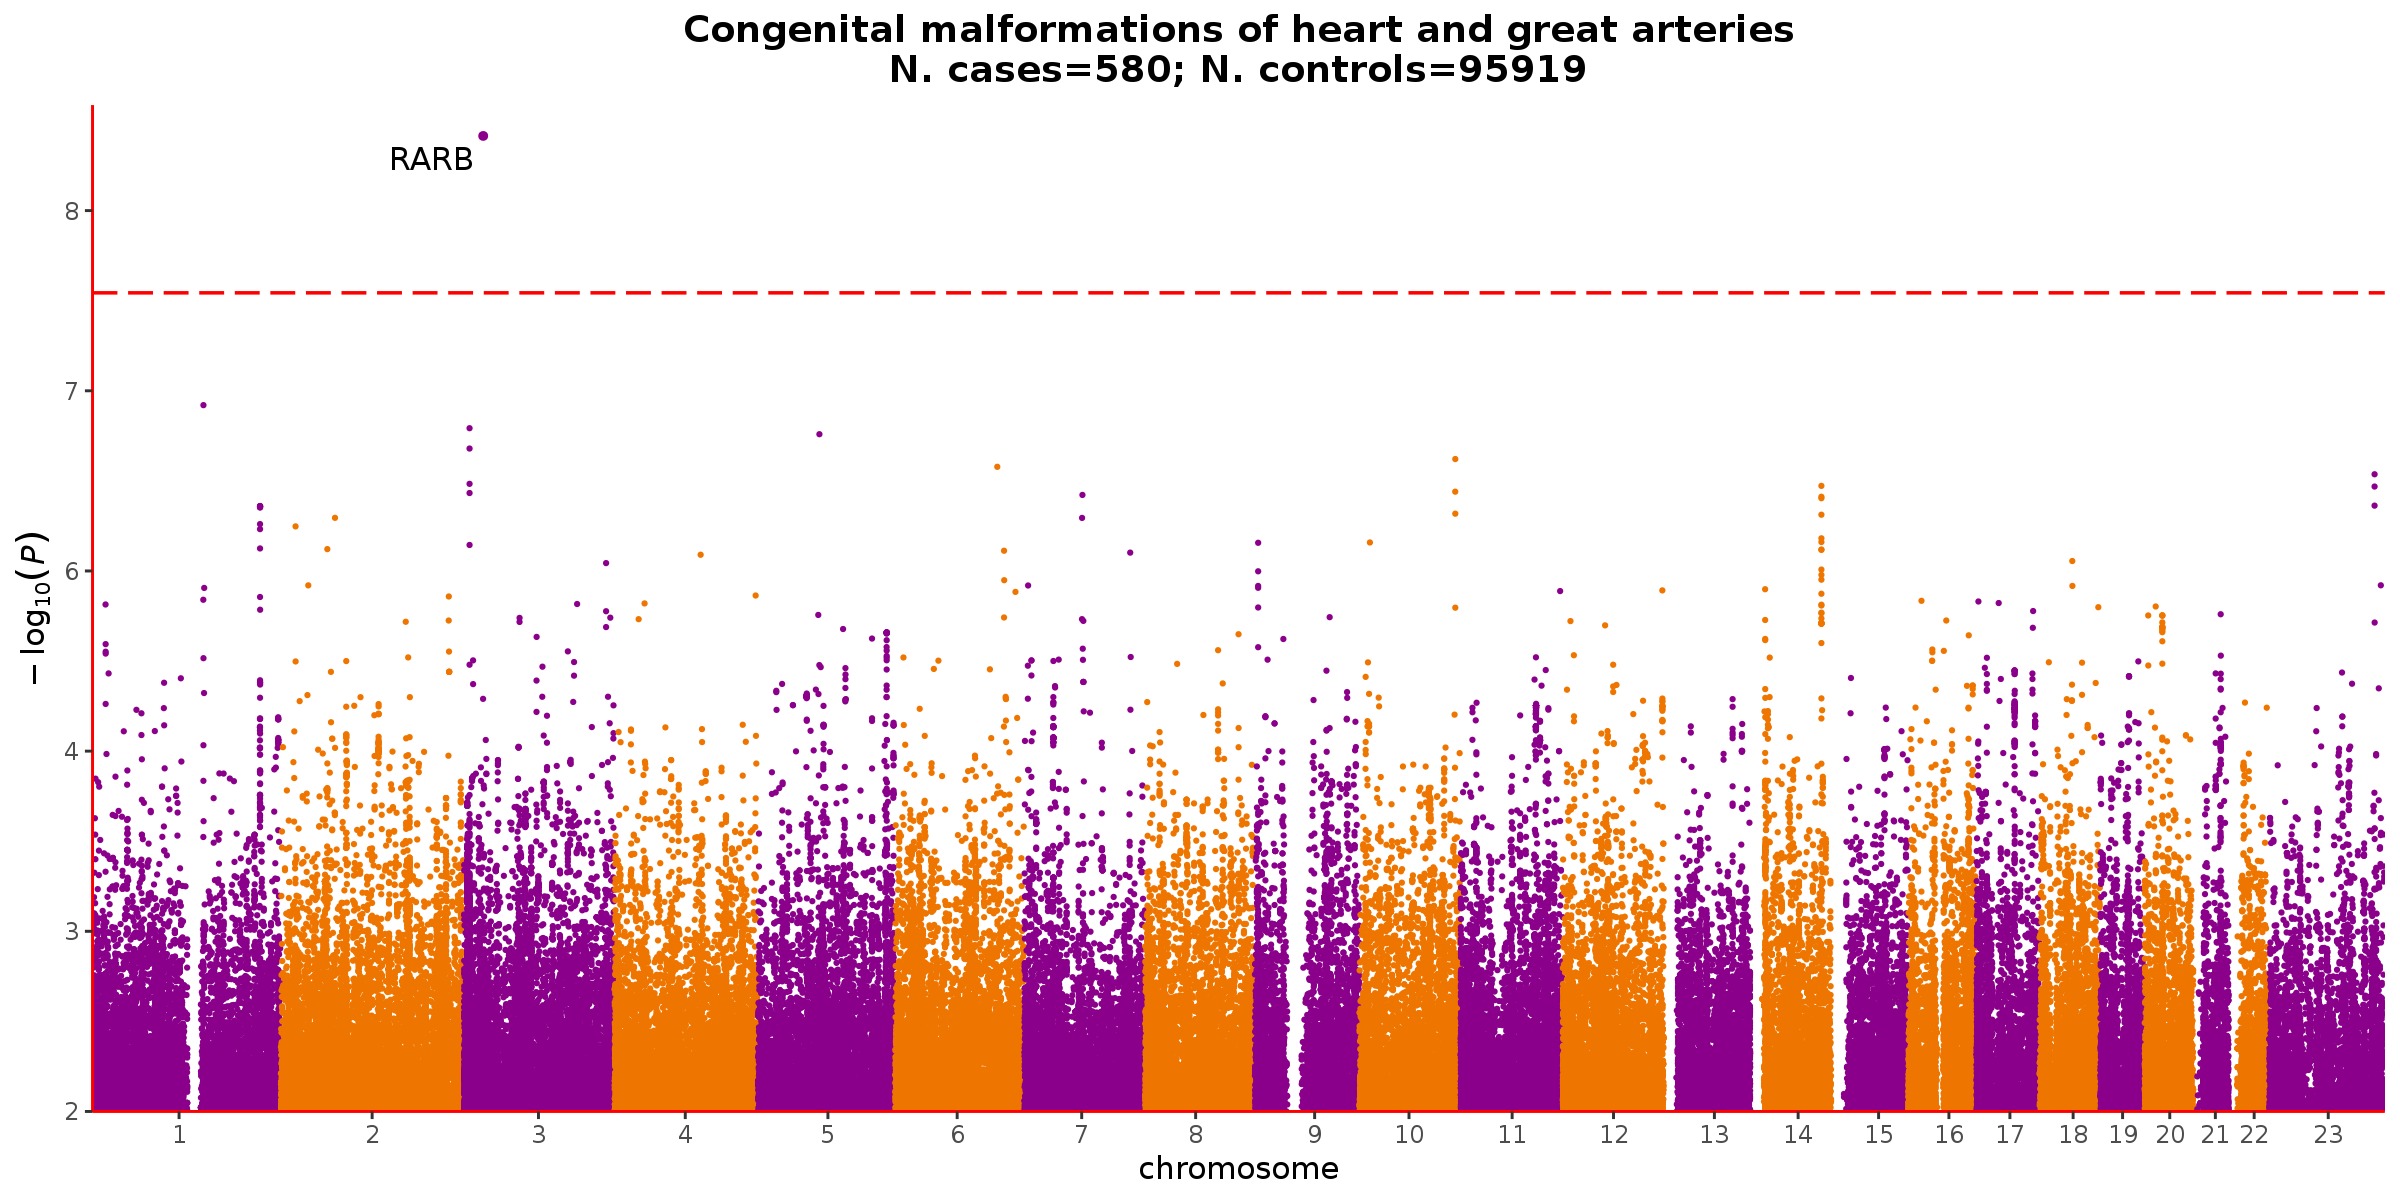 Congenital malformations of heart and great arteries
N. cases=580; N. controls=95919
RARB
8
7
6
4
3
2
−log₁₀(P)
1 2 3 4 5 6 7 8 9 10 11 12 13 14 15 16 17 18 19 20 21 22 23
chromosome